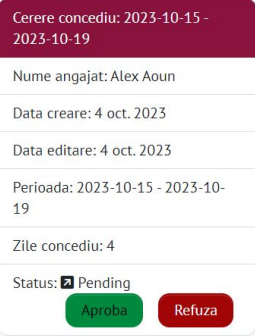 Cerere concediu: 2023-10-15 -
2023-10-19
Nume angajat: Alex Aoun
Data creare: 4 oct. 2023
Data editare: 4 oct. 2023
Perioada: 2023-10-15 - 2023-10-
19
Zile concediu: 4
Status: Pending
Aproba Refuza